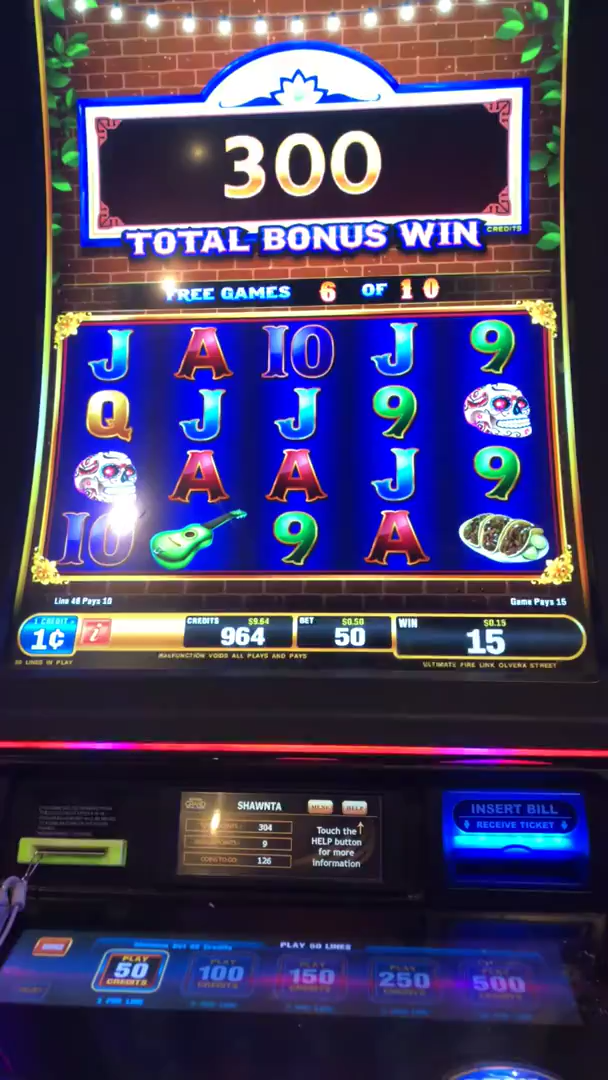 300
TOTAL BONUS WIN CREDITS
FREE GAMES 6 OF 10
J A 10 J 9
Q J J 9
A A J 9
10 9 A
Line 46 Pays 10 Game Pays 15
1 CREDIT = 1¢ i CREDITS $9.64 964 BET $0.50 50 WIN $0.15 15
50 LINES IN PLAY MALFUNCTION VOIDS ALL PLAYS AND PAYS ULTIMATE FIRE LINK OLVERA STREET
SHAWNTA MENU HELP
304
9
126
Touch the
HELP button
for more
information
INSERT BILL
RECEIVE TICKET
PLAY 50 LINES
PLAY 50 CREDITS
PLAY 100 CREDITS
PLAY 150 CREDITS
PLAY 250 CREDITS
PLAY 500 CREDITS